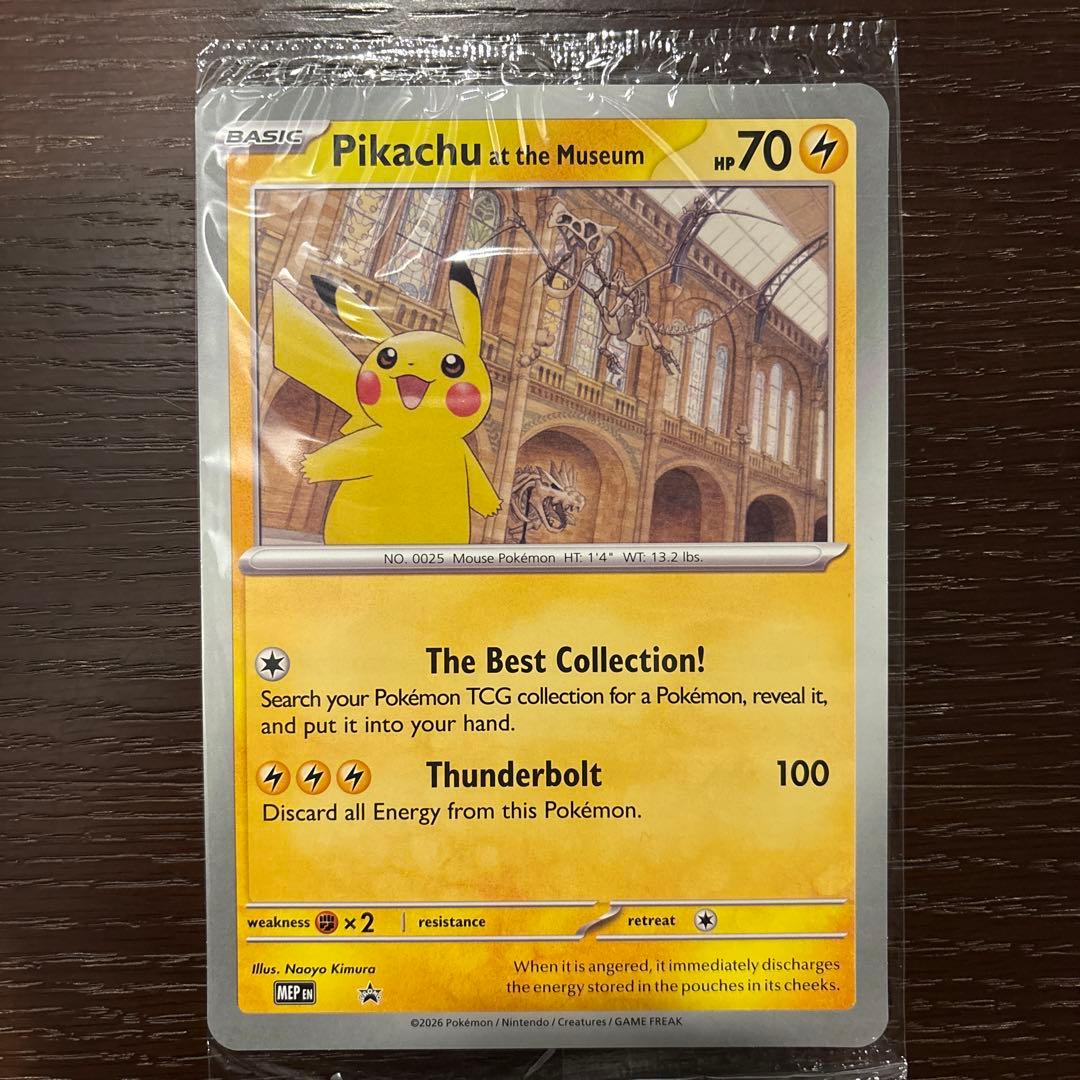 BASIC Pikachu at the Museum HP 70
NO. 0025 Mouse Pokémon HT: 1'4" WT: 13.2 lbs.
The Best Collection!
Search your Pokémon TCG collection for a Pokémon, reveal it,
and put it into your hand.
Thunderbolt 100
Discard all Energy from this Pokémon.
weakness ×2 resistance retreat
Illus. Naoyo Kimura
When it is angered, it immediately discharges
the energy stored in the pouches in its cheeks.
MEP EN
©2026 Pokémon / Nintendo / Creatures / GAME FREAK